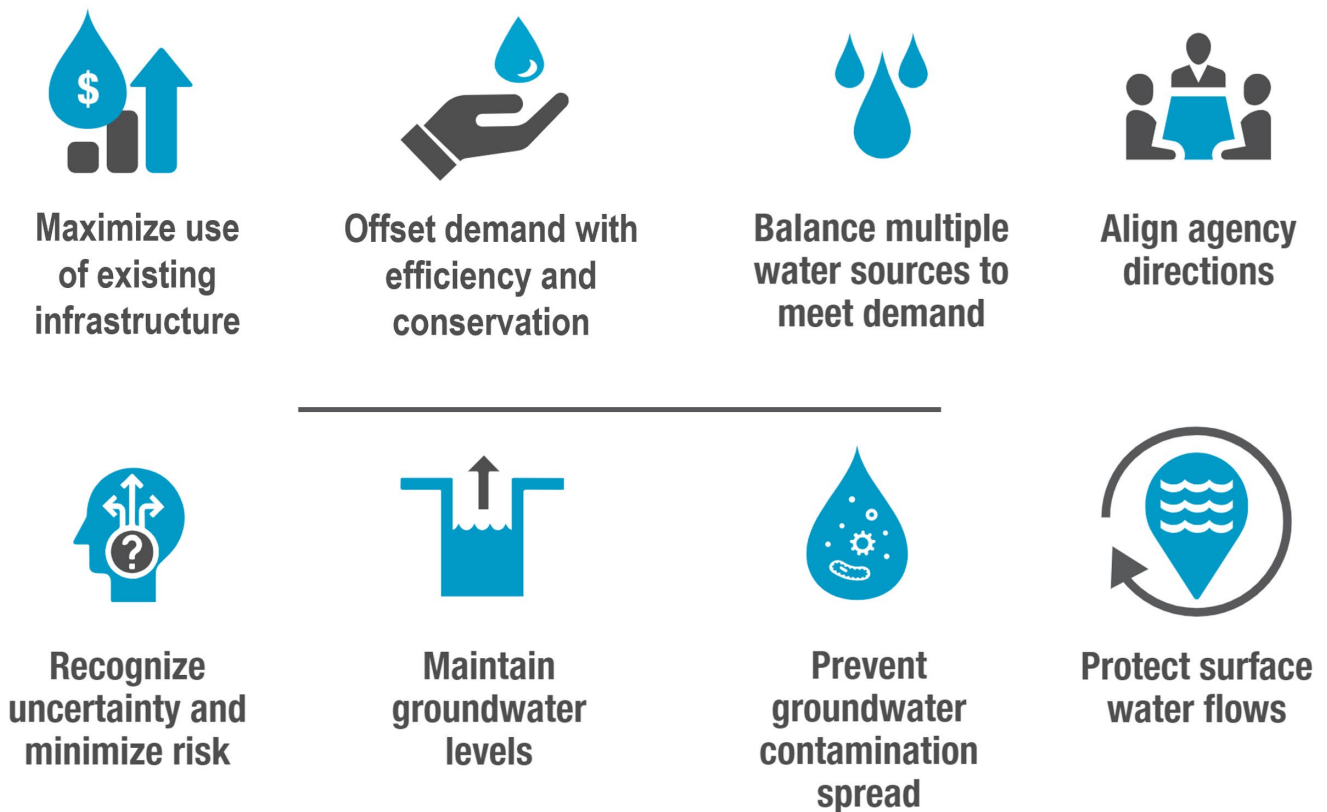 $
Maximize use
of existing
infrastructure
Offset demand with
efficiency and
conservation
Balance multiple
water sources to
meet demand
Align agency
directions
?
Recognize
uncertainty and
minimize risk
Maintain
groundwater
levels
Prevent
groundwater
contamination
spread
Protect surface
water flows